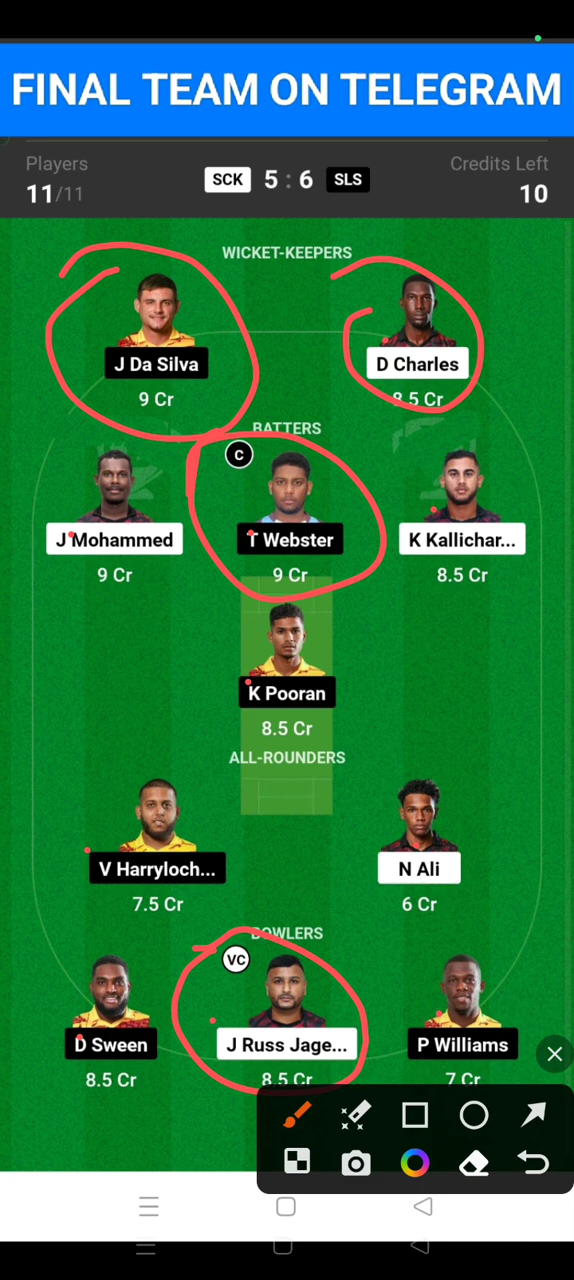 FINAL TEAM ON TELEGRAM
Players
Credits Left
11/11
SCK 5 : 6 SLS
10
WICKET-KEEPERS
J Da Silva
D Charles
9 Cr
8.5 Cr
BATTERS
C
J Mohammed
T Webster
K Kallichar...
9 Cr
9 Cr
8.5 Cr
K Pooran
8.5 Cr
ALL-ROUNDERS
V Harryloch...
N Ali
7.5 Cr
6 Cr
BOWLERS
VC
D Sween
J Russ Jage...
P Williams
8.5 Cr
8.5 Cr
7 Cr